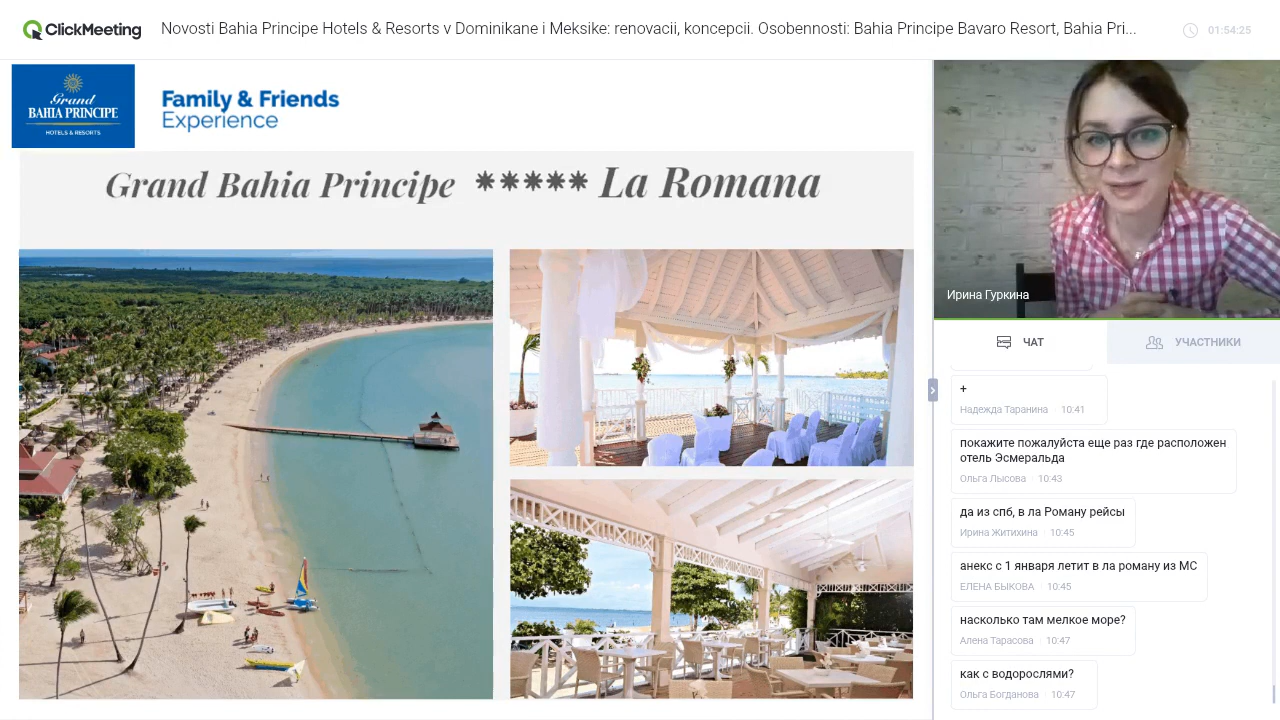 ClickMeeting
Novosti Bahia Principe Hotels & Resorts v Dominikane i Meksike: renovacii, koncepcii. Osobennosti: Bahia Principe Bavaro Resort, Bahia Pri...
01:54:25
Grand
BAHIA PRINCIPE
HOTELS & RESORTS
Family & Friends
Experience
Grand Bahia Principe ***** La Romana
Ирина Гуркина
ЧАТ
УЧАСТНИКИ
+
Надежда Таранина · 10:41
покажите пожалуйста еще раз где расположен
отель Эсмеральда
Ольга Лысова · 10:43
да из спб, в ла Роману рейсы
Ирина Житихина · 10:45
анекс с 1 января летит в ла роману из МС
ЕЛЕНА БЫКОВА · 10:45
насколько там мелкое море?
Алена Тарасова · 10:47
как с водорослями?
Ольга Богданова · 10:47